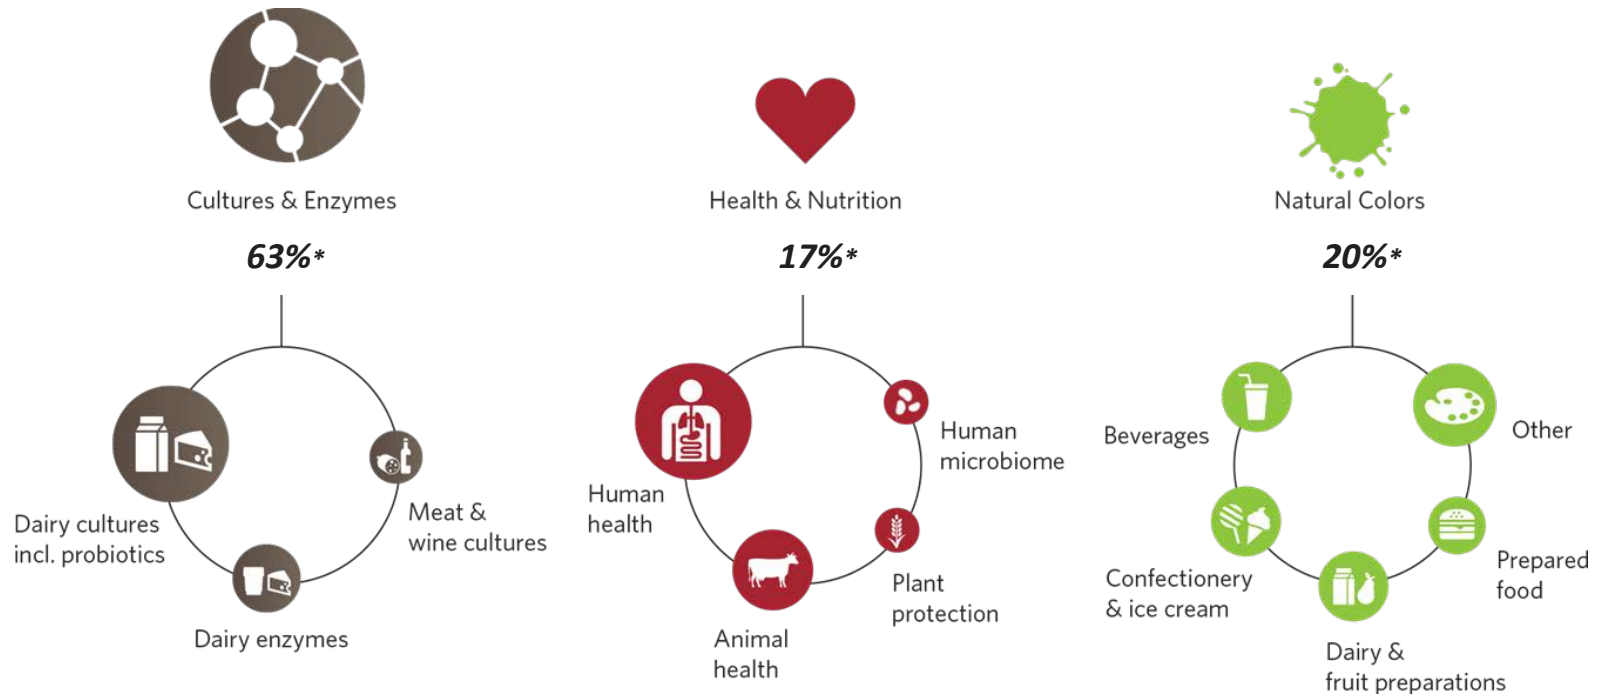 Cultures & Enzymes
63%*
Dairy cultures
incl. probiotics
Dairy enzymes
Meat &
wine cultures
Health & Nutrition
17%*
Human
health
Animal
health
Plant
protection
Human
microbiome
Natural Colors
20%*
Beverages
Confectionery
& ice cream
Dairy &
fruit preparations
Prepared
food
Other